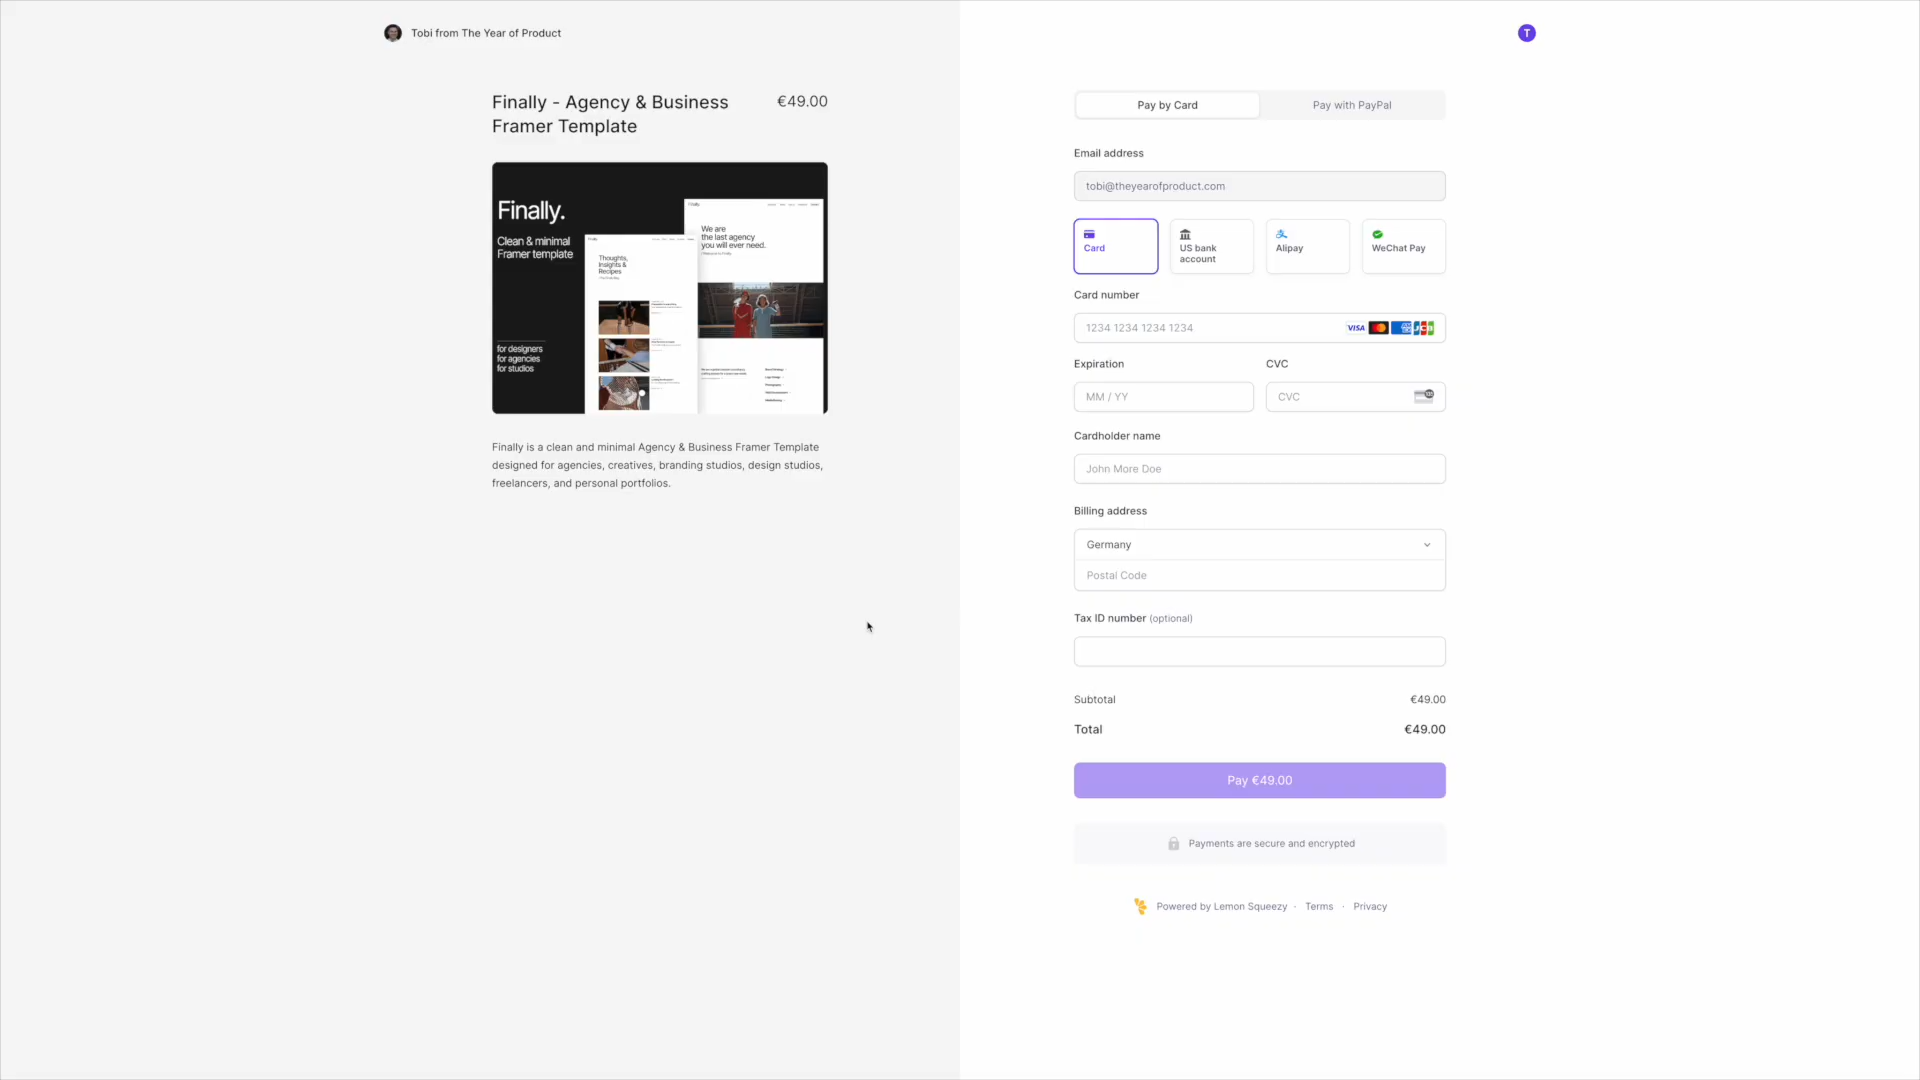 Tobi from The Year of Product
T
Finally - Agency & Business
Framer Template
€49.00
Finally.
Clean & minimal
Framer template
for designers
for agencies
for studios
We are
the last agency
you will ever need.
Thoughts,
Insights &
Recipes
Finally is a clean and minimal Agency & Business Framer Template
designed for agencies, creatives, branding studios, design studios,
freelancers, and personal portfolios.
Pay by Card
Pay with PayPal
Email address
tobi@theyearofproduct.com
Card
US bank
account
Alipay
WeChat Pay
Card number
1234 1234 1234 1234
VISA
JCB
Expiration
CVC
MM / YY
CVC
Cardholder name
John More Doe
Billing address
Germany
Postal Code
Tax ID number (optional)
Subtotal
€49.00
Total
€49.00
Pay €49.00
Payments are secure and encrypted
Powered by Lemon Squeezy · Terms · Privacy